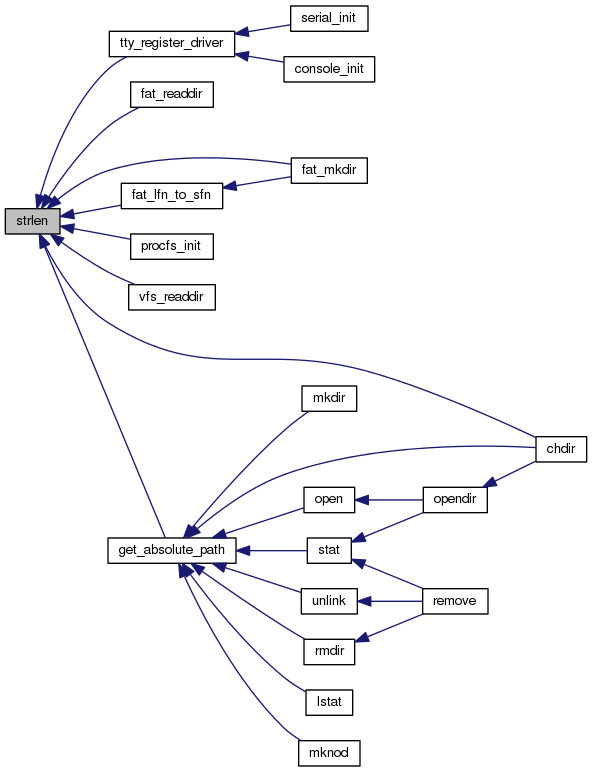 serial_init
tty_register_driver
console_init
fat_readdir
fat_mkdir
fat_lfn_to_sfn
strlen
procfs_init
vfs_readdir
mkdir
chdir
open
opendir
get_absolute_path
stat
unlink
remove
rmdir
lstat
mknod